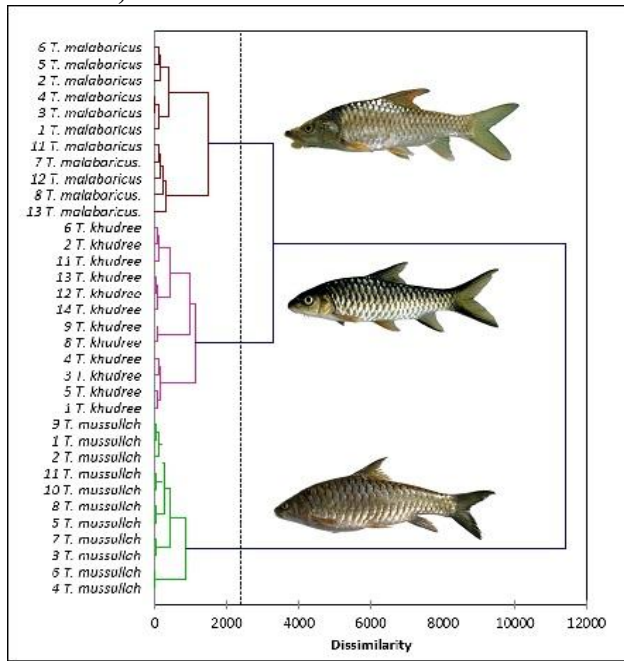 6 T. malabaricus
5 T. malabaricus
2 T. malabaricus
4 T. malabaricus
3 T. malabaricus
1 T. malabaricus
11 T. malabaricus
7 T. malabaricus.
12 T. malabaricus
8 T. malabaricus.
13 T. malabaricus.
6 T. khudree
2 T. khudree
11 T. khudree
13 T. khudree
12 T. khudree
14 T. khudree
9 T. khudree
8 T. khudree
4 T. khudree
3 T. khudree
5 T. khudree
1 T. khudree
9 T. mussullah
1 T. mussullah
2 T. mussullah
11 T. mussullah
10 T. mussullah
8 T. mussullah
5 T. mussullah
7 T. mussullah
3 T. mussullah
6 T. mussullah
4 T. mussullah
0 2000 4000 6000 8000 10000 12000
Dissimilarity